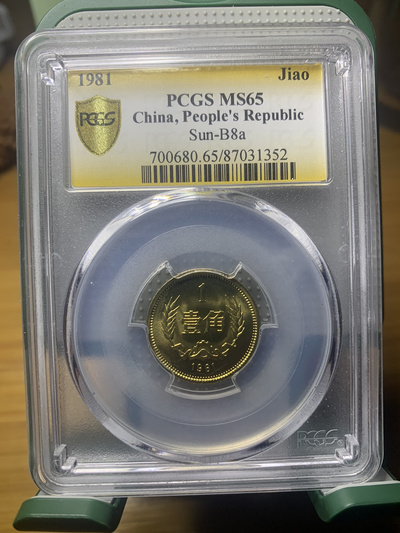 1981 Jiao
PCGS PCGS MS65
China, People's Republic
Sun-B8a
700680.65/87031352
1
壹角
1981
PCGS